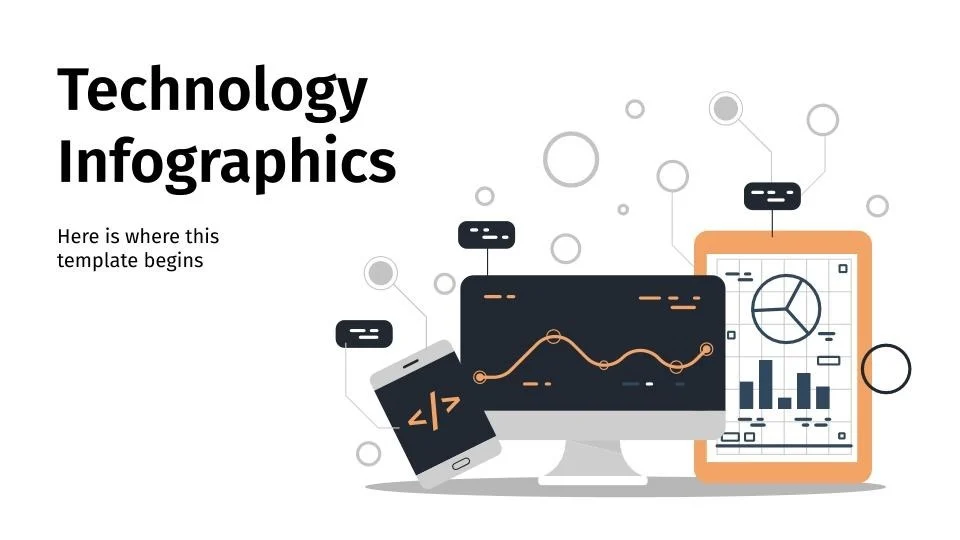 Technology
Infographics
Here is where this
template begins
</>